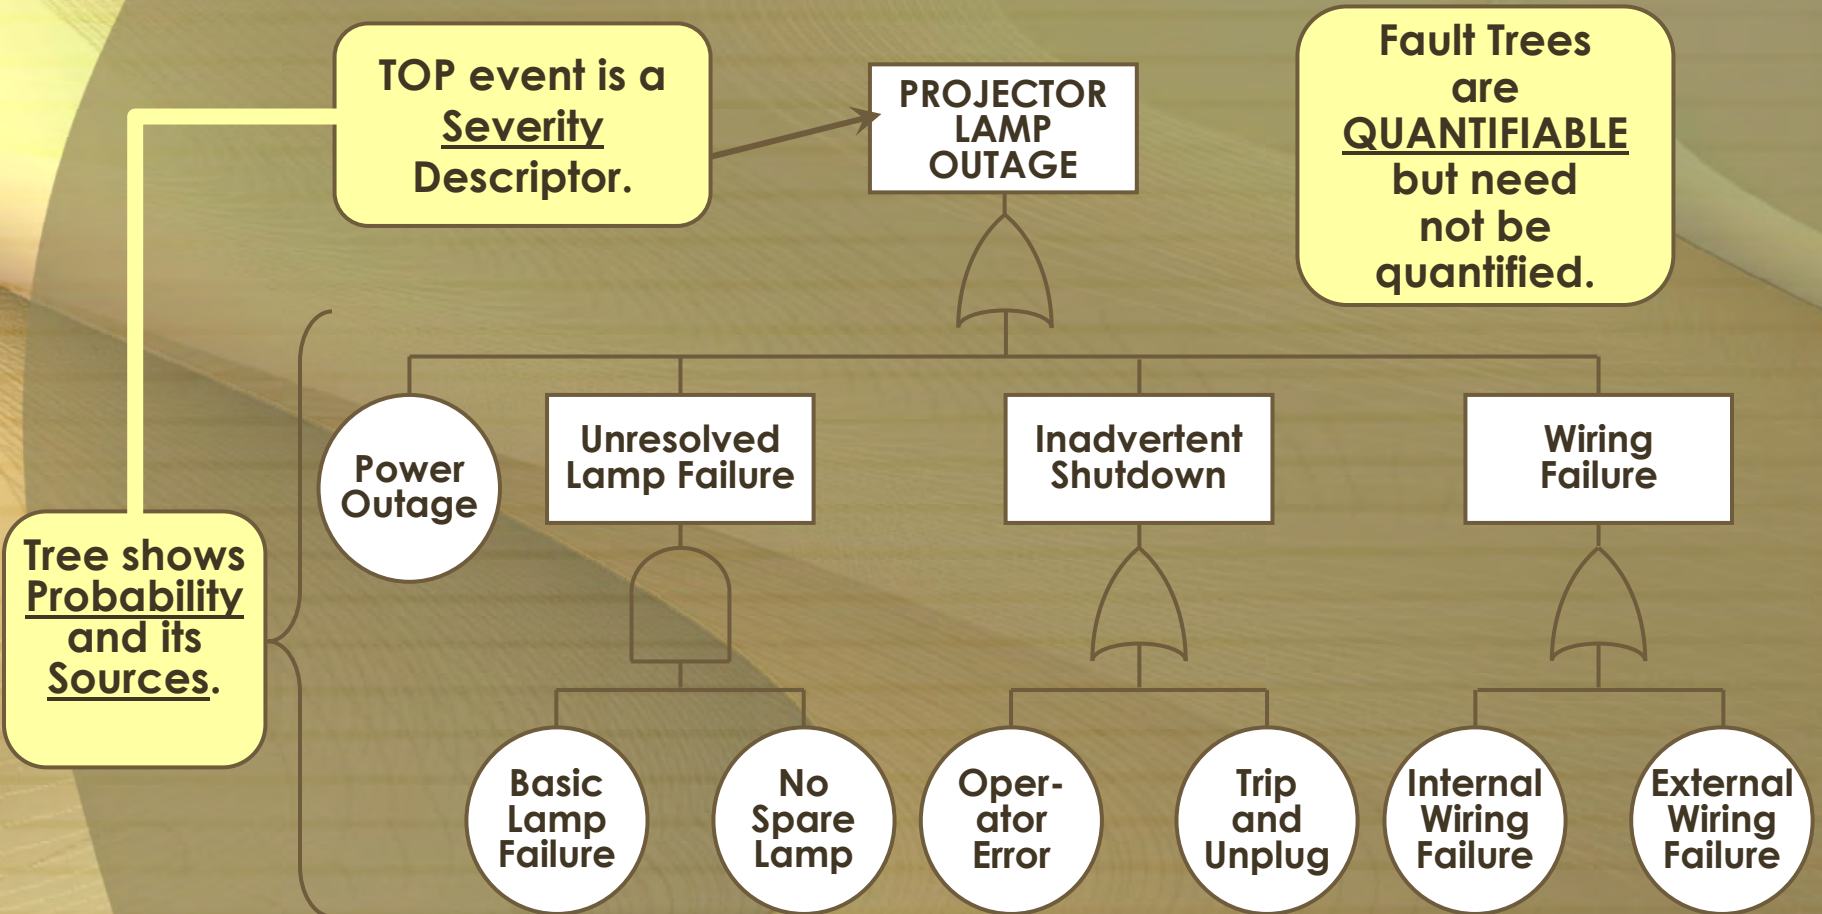 TOP event is a
Severity
Descriptor.
PROJECTOR
LAMP
OUTAGE
Fault Trees
are
QUANTIFIABLE
but need
not be
quantified.
Tree shows
Probability
and its
Sources.
Power
Outage
Unresolved
Lamp Failure
Inadvertent
Shutdown
Wiring
Failure
Basic
Lamp
Failure
No
Spare
Lamp
Oper-
ator
Error
Trip
and
Unplug
Internal
Wiring
Failure
External
Wiring
Failure